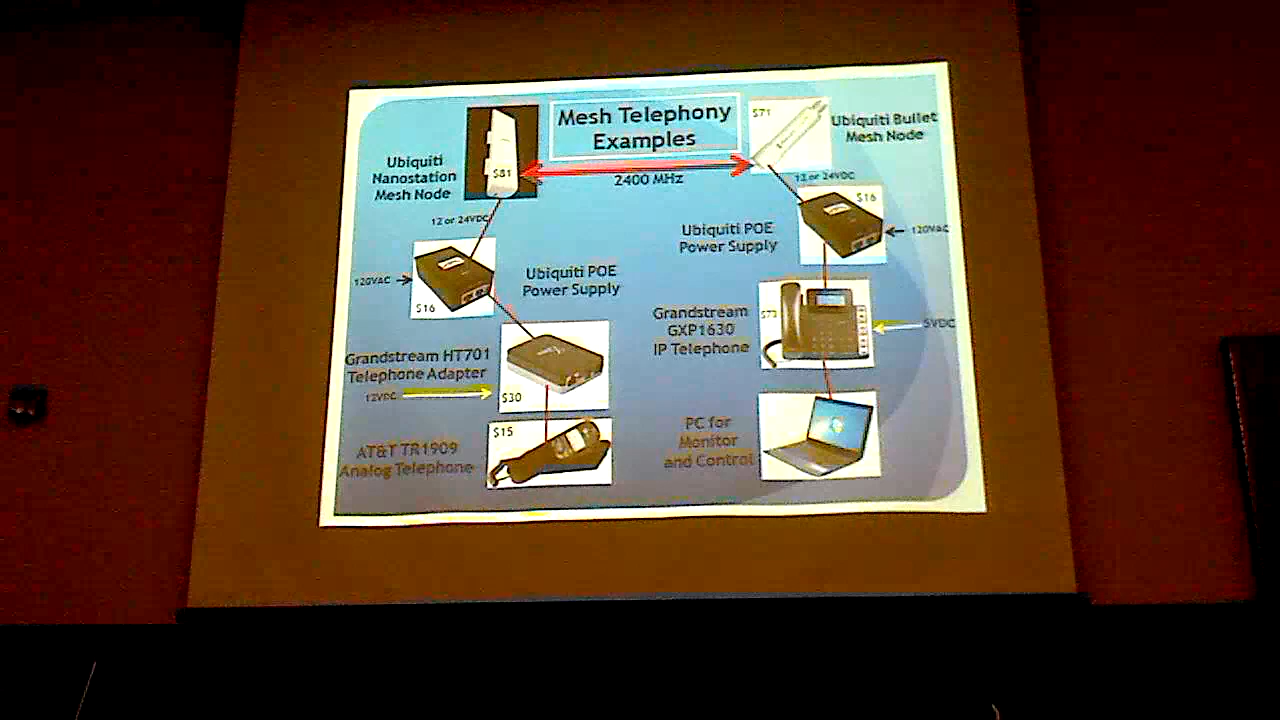 Mesh Telephony
Examples
2400 MHz
$81
Ubiquiti
Nanostation
Mesh Node
12 or 24VDC
120VAC
$16
Ubiquiti POE
Power Supply
Grandstream HT701
Telephone Adapter
12VDC
$30
$15
AT&T TR1909
Analog Telephone
$71
Ubiquiti Bullet
Mesh Node
12 or 24VDC
$16
Ubiquiti POE
Power Supply
120VAC
Grandstream
GXP1630
IP Telephone
$73
5VDC
PC for
Monitor
and Control